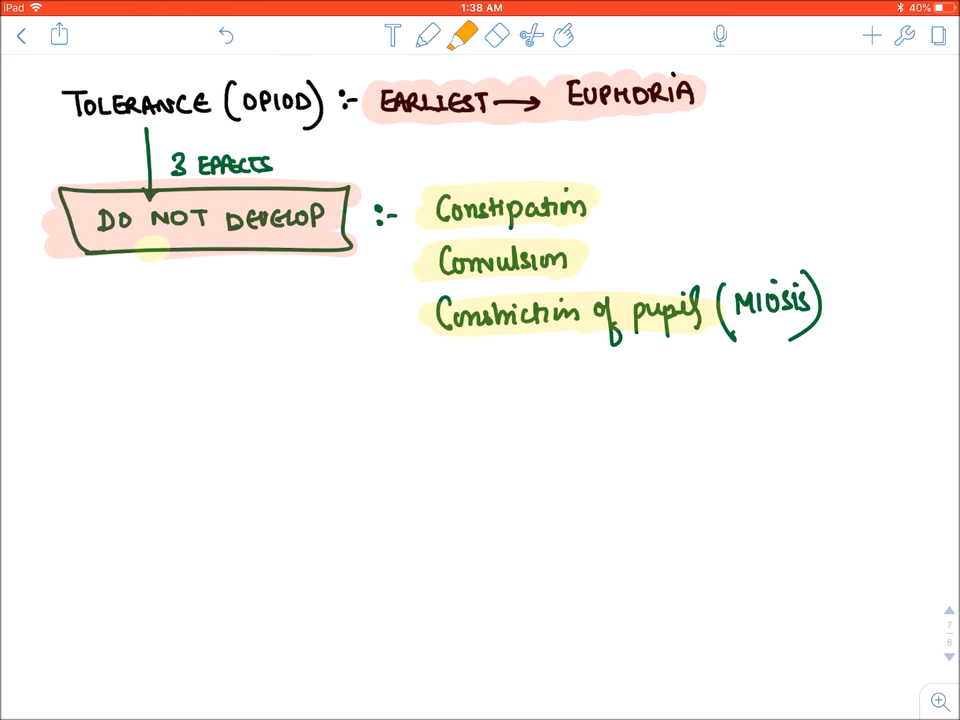 iPad 1:38 AM 40%
T
TOLERANCE (OPIOD) :- EARLIEST → EUPHORIA
3 EFFECTS
DO NOT DEVELOP :- Constipation
Convulsion
Constriction of pupil (MIOSIS)
7
8